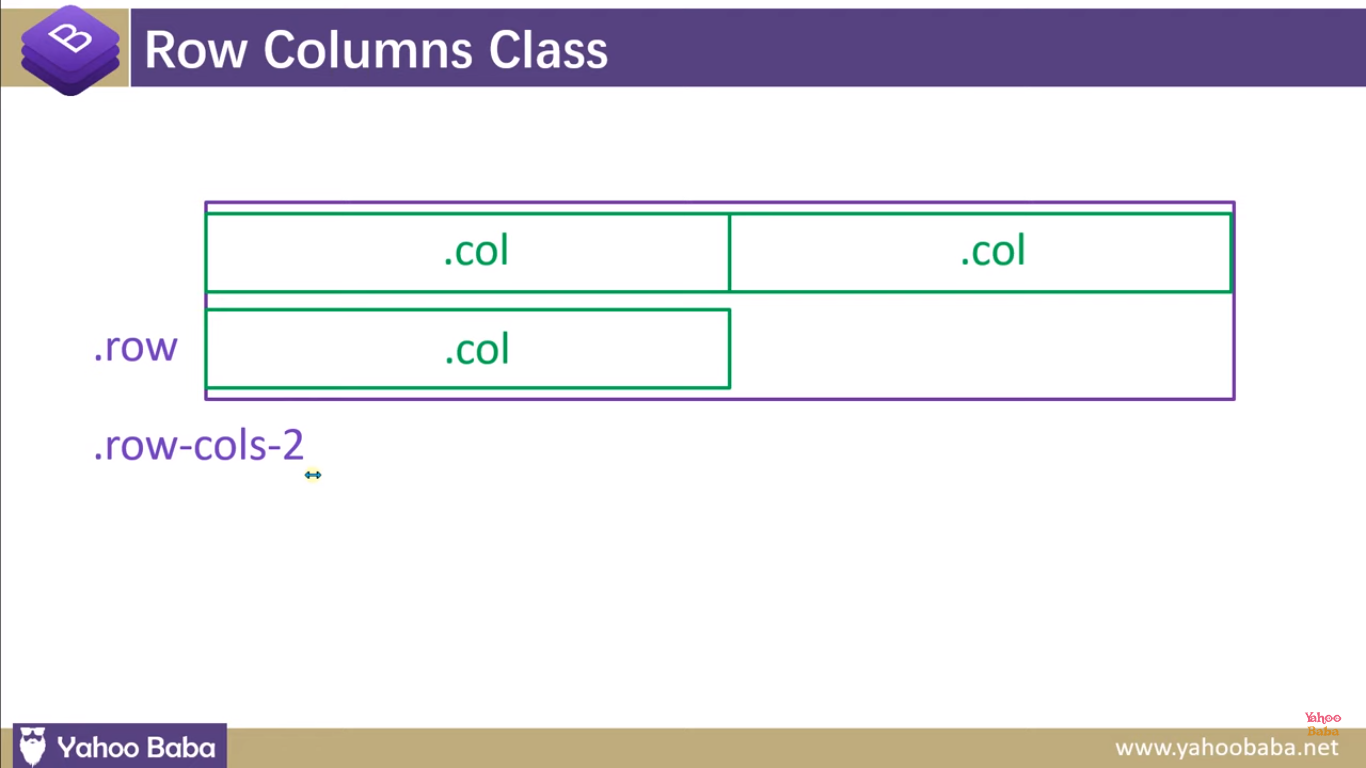 B
Row Columns Class
.col
.col
.row
.col
.row-cols-2
Yahoo
Baba
Yahoo Baba
www.yahoobaba.net